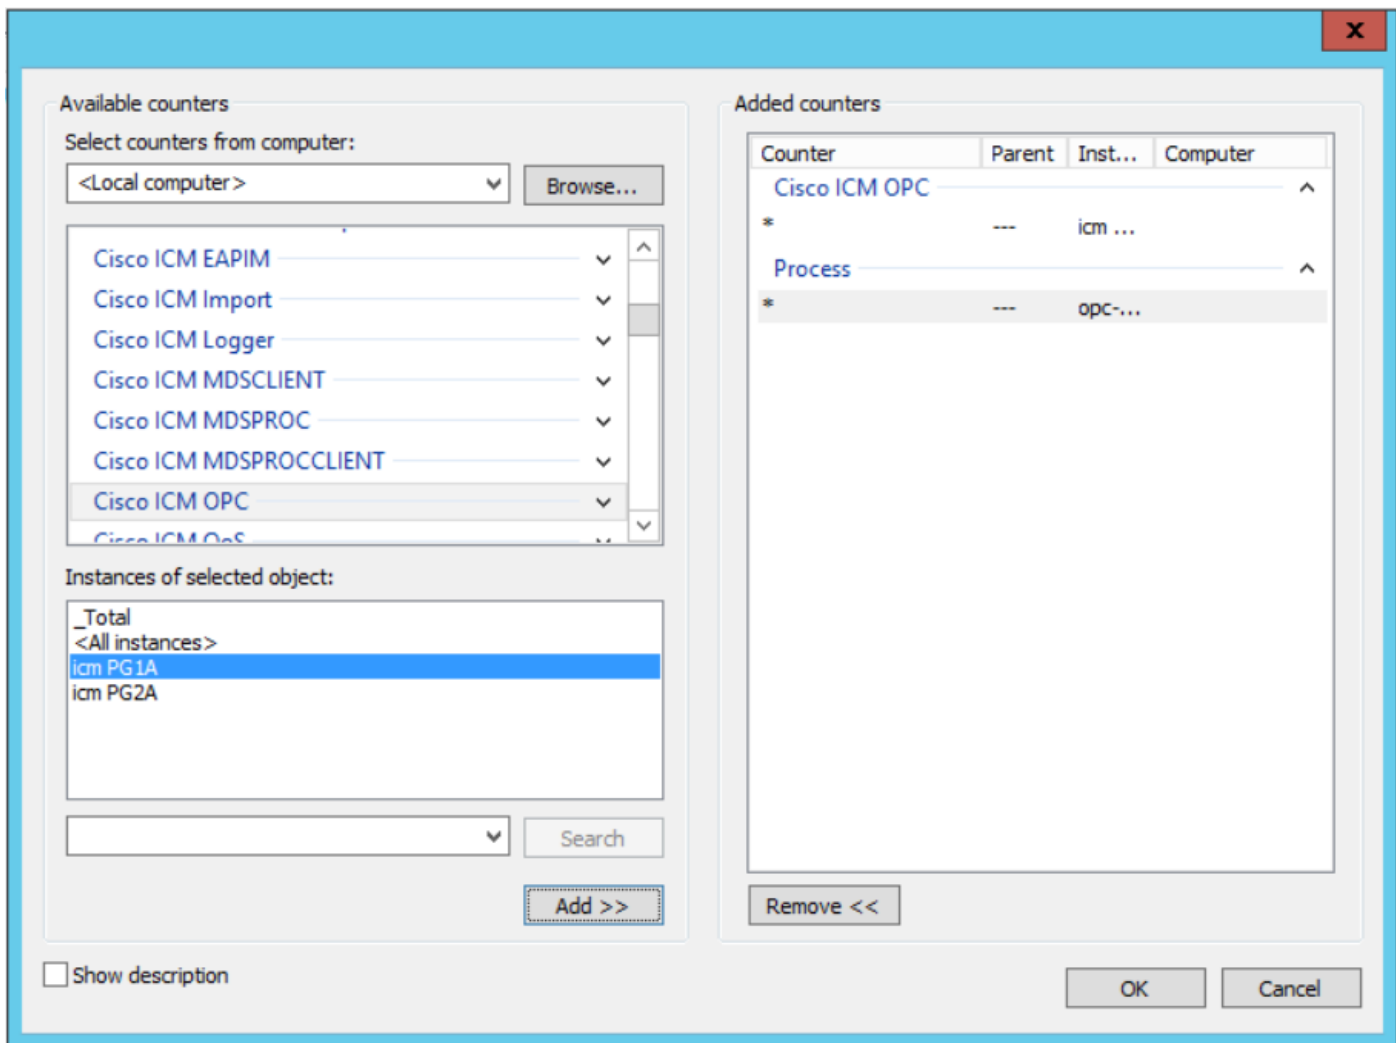 X
Available counters
Select counters from computer:
<Local computer>
Browse...
Cisco ICM EAPIM
Cisco ICM Import
Cisco ICM Logger
Cisco ICM MDSCLIENT
Cisco ICM MDSPROC
Cisco ICM MDSPROCCLIENT
Cisco ICM OPC
Cisco ICM QoS
Instances of selected object:
_Total
<All instances>
icm PG1A
icm PG2A
Search
Add >>
Show description
Added counters
Counter Parent Inst... Computer
Cisco ICM OPC
* --- icm ...
Process
* --- opc-...
Remove <<
OK Cancel